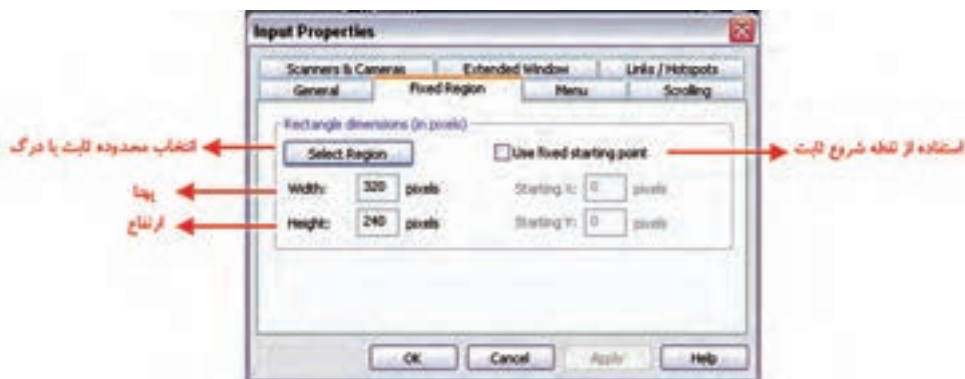 Input Properties
Scanners & Cameras Extended Window Links / Hotspots
General Fixed Region Menu Scrolling
Rectangle dimensions (in pixels)
انتخاب محدوده ثابت با درگ
Select Region
Use fixed starting point
استفاده از نقطه شروع ثابت
پهنا
Width: 320 pixels
Starting X: 0 pixels
ارتفاع
Height: 240 pixels
Starting Y: 0 pixels
OK Cancel Apply Help